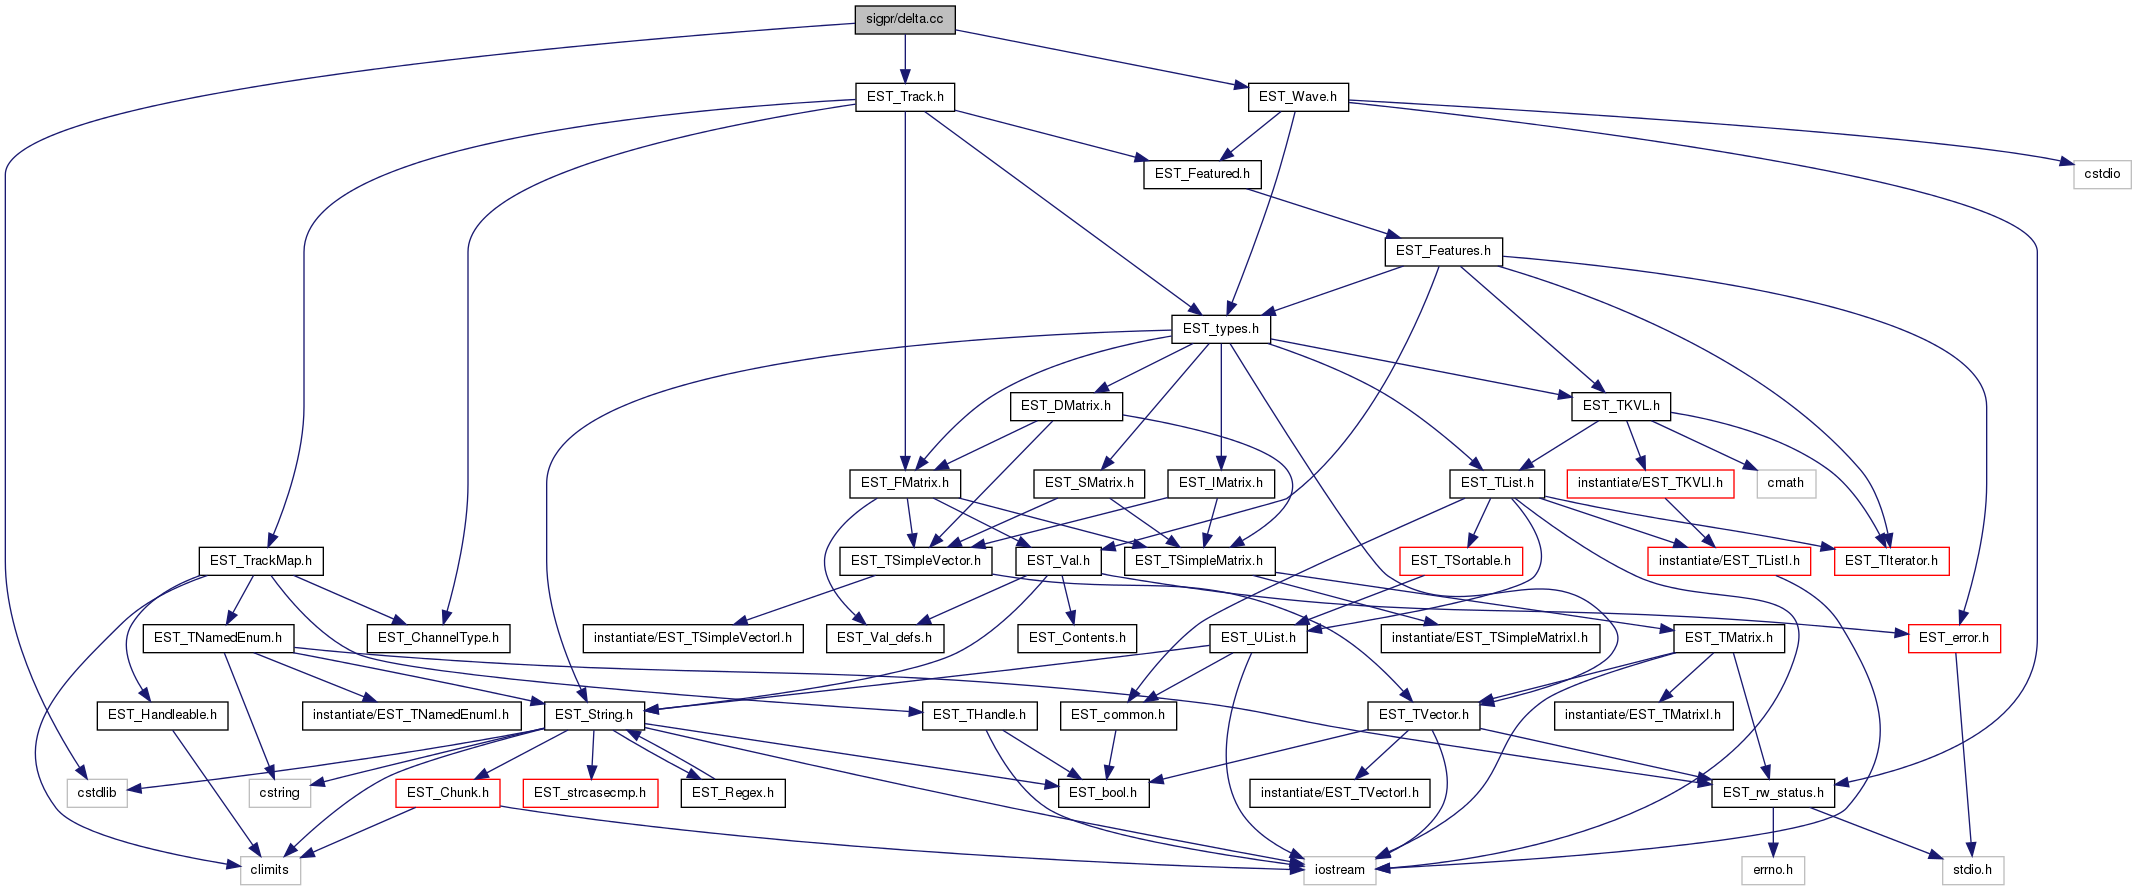 sigpr/delta.cc
EST_Track.h
EST_Wave.h
EST_Featured.h
cstdio
EST_Features.h
EST_types.h
EST_DMatrix.h
EST_TKVL.h
EST_FMatrix.h
EST_SMatrix.h
EST_IMatrix.h
EST_TList.h
instantiate/EST_TKVLI.h
cmath
EST_TrackMap.h
EST_TSimpleVector.h
EST_Val.h
EST_TSimpleMatrix.h
EST_TSortable.h
instantiate/EST_TListI.h
EST_TIterator.h
EST_TNamedEnum.h
EST_ChannelType.h
instantiate/EST_TSimpleVectorI.h
EST_Val_defs.h
EST_Contents.h
EST_UList.h
instantiate/EST_TSimpleMatrixI.h
EST_TMatrix.h
EST_error.h
EST_Handleable.h
instantiate/EST_TNamedEnumI.h
EST_String.h
EST_THandle.h
EST_common.h
EST_TVector.h
instantiate/EST_TMatrixI.h
cstdlib
cstring
EST_Chunk.h
EST_strcasecmp.h
EST_Regex.h
EST_bool.h
instantiate/EST_TVectorI.h
EST_rw_status.h
climits
iostream
errno.h
stdio.h